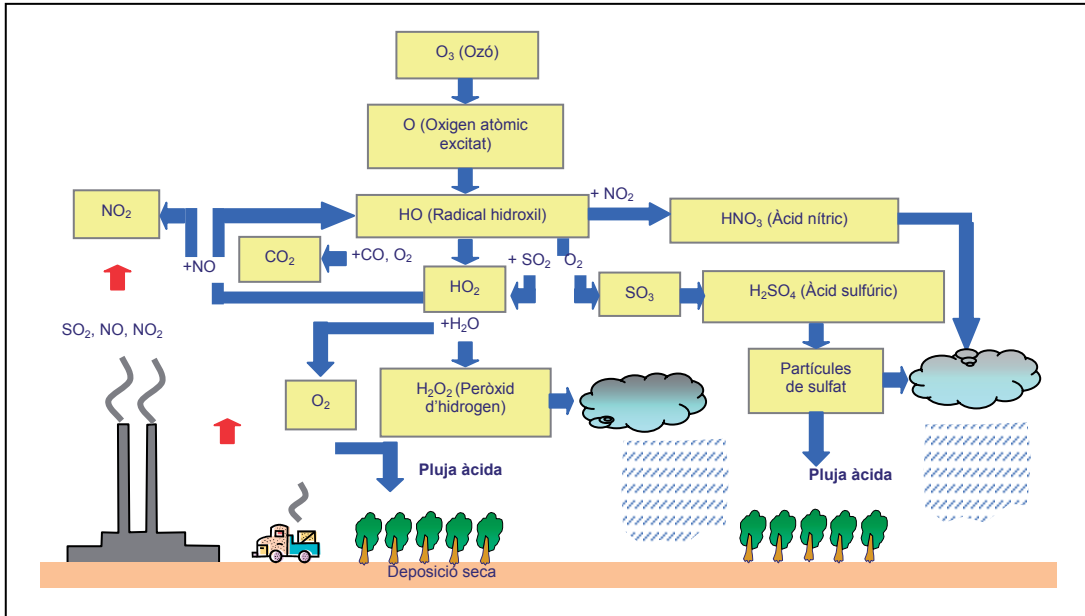 O₃ (Ozó)
O (Oxigen atòmic
excitat)
+ NO₂
NO₂
HO (Radical hidroxil)
HNO₃ (Àcid nítric)
+NO
CO₂
+CO, O₂
+ SO₂
O₂
HO₂
SO₃
H₂SO₄ (Àcid sulfúric)
+H₂O
SO₂, NO, NO₂
O₂
H₂O₂ (Peròxid
d'hidrogen)
Partícules
de sulfat
Pluja àcida
Pluja àcida
Deposició seca